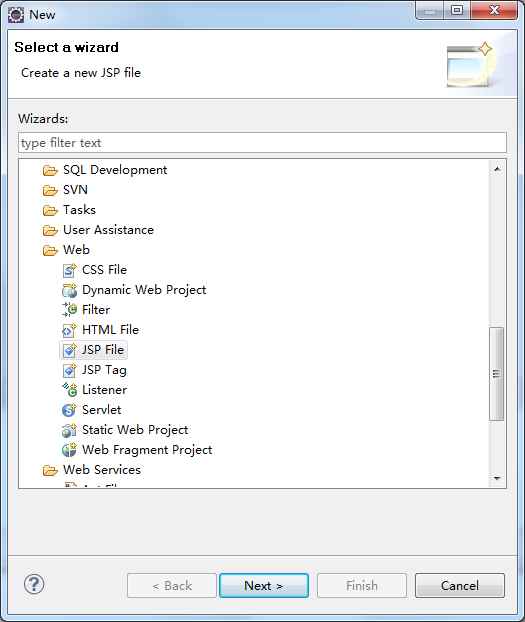 New
Select a wizard
Create a new JSP file
Wizards:
type filter text
SQL Development
SVN
Tasks
User Assistance
Web
CSS File
Dynamic Web Project
Filter
HTML File
JSP File
JSP Tag
Listener
Servlet
Static Web Project
Web Fragment Project
Web Services
?
< Back
Next >
Finish
Cancel